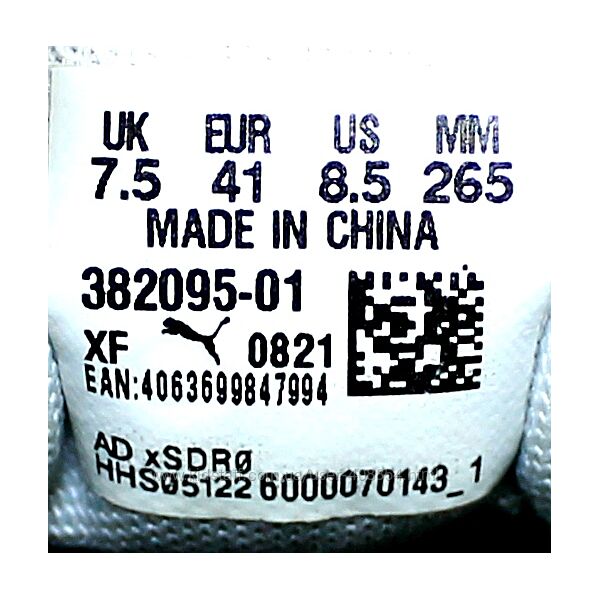 UK EUR US MM
7.5 41 8.5 265
MADE IN CHINA
382095-01
XF 0821
EAN:4063699847994
AD xSDRØ
HHSØ5122 6000070143_1